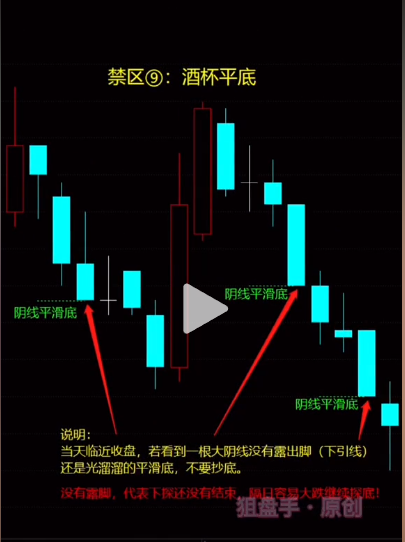 禁区⑨：酒杯平底
阴线平滑底
阴线平滑底
阴线平滑底
说明：
当天临近收盘，若看到一根大阴线没有露出脚（下引线）
还是光溜溜的平滑底，不要抄底。
没有露脚，代表下探还没有结束，隔日容易大跌继续探底！
狙盘手·原创